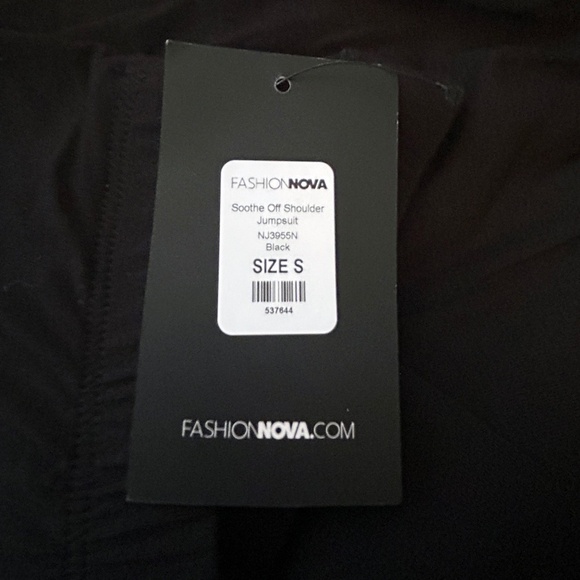 FASHIONNOVA
Soothe Off Shoulder
Jumpsuit
NJ3955N
Black
SIZE S
537644
FASHIONNOVA.COM